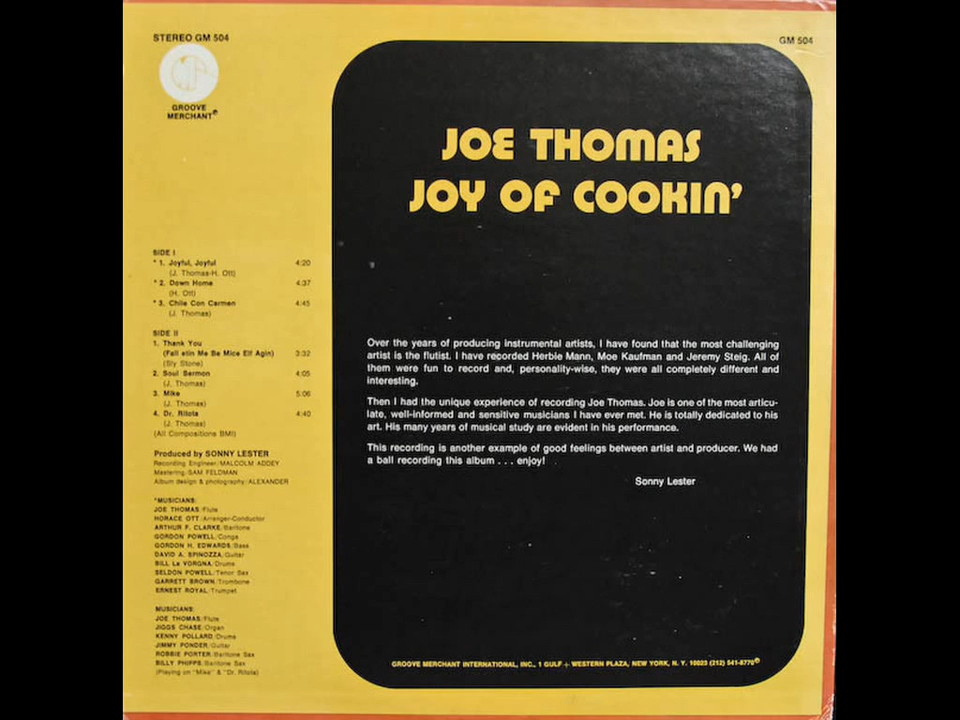 STEREO GM 504
GM 504
GROOVE
MERCHANT
JOE THOMAS
JOY OF COOKIN'
SIDE I
* 1. Joyful, Joyful 4:20
(J. Thomas-H. Ott)
* 2. Down Home 4:37
(H. Ott)
* 3. Chile Con Carmen 4:45
(J. Thomas)
SIDE II
1. Thank You
(Fall etin Me Be Mice Elf Agin) 3:32
(Sly Stone)
2. Soul Sermon 4:05
(J. Thomas)
3. Mike 5:06
(J. Thomas)
4. Dr. Ritota 4:40
(J. Thomas)
(All Compositions BMI)
Produced by SONNY LESTER
Recording Engineer/MALCOLM ADDEY
Mastering/SAM FELDMAN
Album design & photography/ALEXANDER
*MUSICIANS:
JOE THOMAS/Flute
HORACE OTT/Arranger-Conductor
ARTHUR F. CLARKE/Baritone
GORDON POWELL/Conga
GORDON H. EDWARDS/Bass
DAVID A. SPINOZZA/Guitar
BILL La VORGNA/Drums
SELDON POWELL/Tenor Sax
GARRETT BROWN/Trombone
ERNEST ROYAL/Trumpet
MUSICIANS:
JOE THOMAS/Flute
JIGGS CHASE/Organ
KENNY POLLARD/Drums
JIMMY PONDER/Guitar
ROBBIE PORTER/Baritone Sax
BILLY PHIPPS/Baritone Sax
(Playing on "Mike" & "Dr. Ritota)
Over the years of producing instrumental artists, I have found that the most challenging
artist is the flutist. I have recorded Herbie Mann, Moe Kaufman and Jeremy Steig. All of
them were fun to record and, personality-wise, they were all completely different and
interesting.
Then I had the unique experience of recording Joe Thomas. Joe is one of the most articu-
late, well-informed and sensitive musicians I have ever met. He is totally dedicated to his
art. His many years of musical study are evident in his performance.
This recording is another example of good feelings between artist and producer. We had
a ball recording this album . . . enjoy!
Sonny Lester
GROOVE MERCHANT INTERNATIONAL, INC., 1 GULF + WESTERN PLAZA, NEW YORK, N. Y. 10023 (212) 541-8770